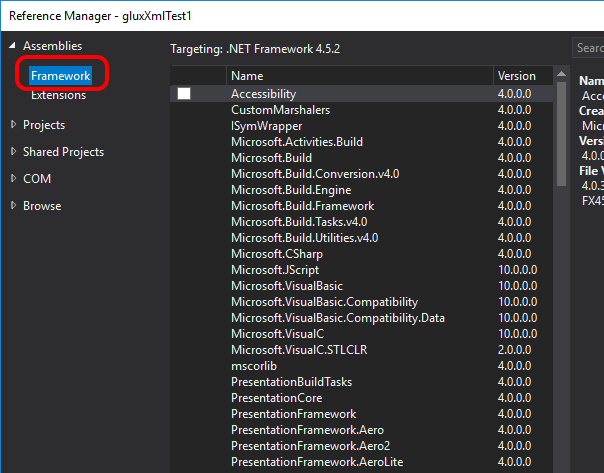 Reference Manager - gluxXmlTest1
Assemblies
Framework
Extensions
Projects
Shared Projects
COM
Browse
Targeting: .NET Framework 4.5.2
Name Version
Accessibility 4.0.0.0
CustomMarshalers 4.0.0.0
ISymWrapper 4.0.0.0
Microsoft.Activities.Build 4.0.0.0
Microsoft.Build 4.0.0.0
Microsoft.Build.Conversion.v4.0 4.0.0.0
Microsoft.Build.Engine 4.0.0.0
Microsoft.Build.Framework 4.0.0.0
Microsoft.Build.Tasks.v4.0 4.0.0.0
Microsoft.Build.Utilities.v4.0 4.0.0.0
Microsoft.CSharp 4.0.0.0
Microsoft.JScript 10.0.0.0
Microsoft.VisualBasic 10.0.0.0
Microsoft.VisualBasic.Compatibility 10.0.0.0
Microsoft.VisualBasic.Compatibility.Data 10.0.0.0
Microsoft.VisualC 10.0.0.0
Microsoft.VisualC.STLCLR 2.0.0.0
mscorlib 4.0.0.0
PresentationBuildTasks 4.0.0.0
PresentationCore 4.0.0.0
PresentationFramework 4.0.0.0
PresentationFramework.Aero 4.0.0.0
PresentationFramework.Aero2 4.0.0.0
PresentationFramework.AeroLite 4.0.0.0
Searc
Nam
Acce
Crea
Micr
Versi
4.0.0
File V
4.0.3
FX45